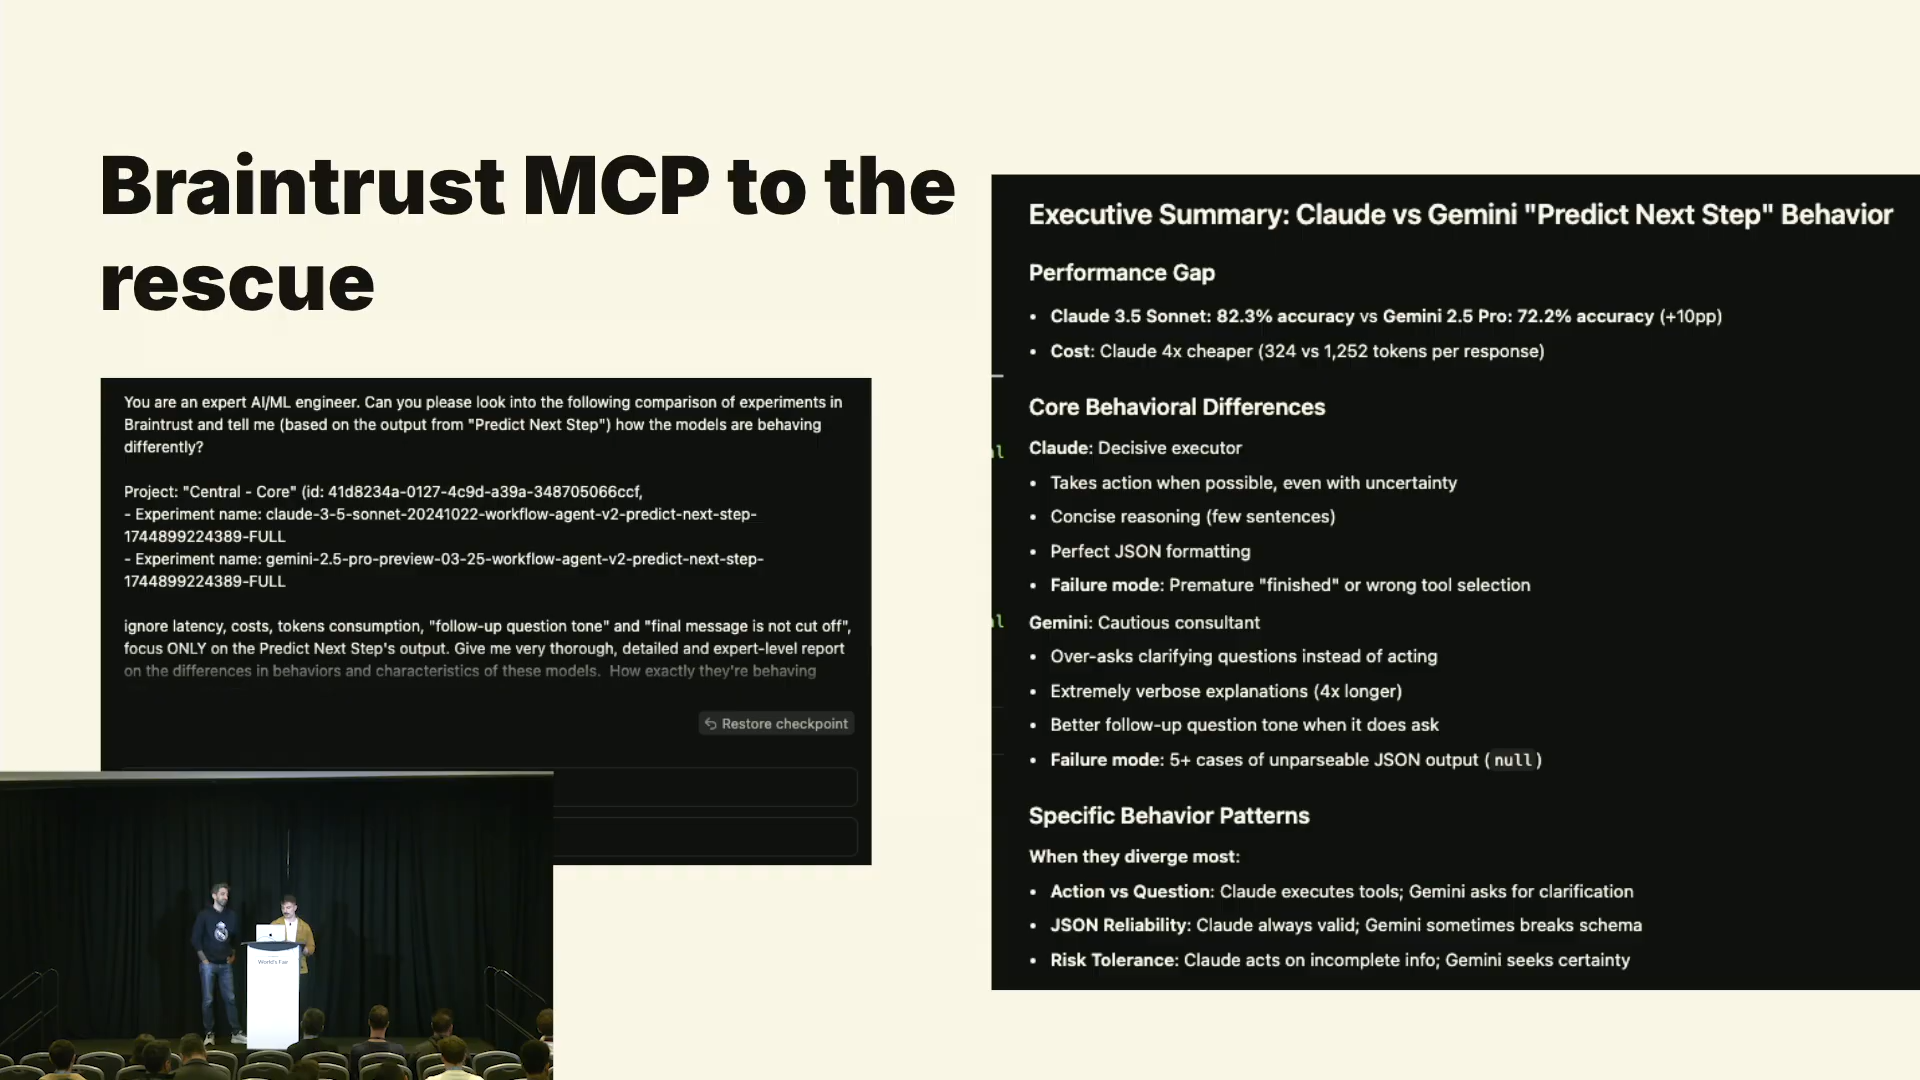 Braintrust MCP to the
rescue
You are an expert AI/ML engineer. Can you please look into the following comparison of experiments in
Braintrust and tell me (based on the output from "Predict Next Step") how the models are behaving
differently?
Project: "Central - Core" (id: 41d8234a-0127-4c9d-a39a-348705066ccf,
- Experiment name: claude-3-5-sonnet-20241022-workflow-agent-v2-predict-next-step-
1744899224389-FULL
- Experiment name: gemini-2.5-pro-preview-03-25-workflow-agent-v2-predict-next-step-
1744899224389-FULL
ignore latency, costs, tokens consumption, "follow-up question tone" and "final message is not cut off",
focus ONLY on the Predict Next Step's output. Give me very thorough, detailed and expert-level report
on the differences in behaviors and characteristics of these models. How exactly they're behaving
Restore checkpoint
World's Fair
Executive Summary: Claude vs Gemini "Predict Next Step" Behavior
Performance Gap
• Claude 3.5 Sonnet: 82.3% accuracy vs Gemini 2.5 Pro: 72.2% accuracy (+10pp)
• Cost: Claude 4x cheaper (324 vs 1,252 tokens per response)
Core Behavioral Differences
Claude: Decisive executor
• Takes action when possible, even with uncertainty
• Concise reasoning (few sentences)
• Perfect JSON formatting
• Failure mode: Premature "finished" or wrong tool selection
Gemini: Cautious consultant
• Over-asks clarifying questions instead of acting
• Extremely verbose explanations (4x longer)
• Better follow-up question tone when it does ask
• Failure mode: 5+ cases of unparseable JSON output (null)
Specific Behavior Patterns
When they diverge most:
• Action vs Question: Claude executes tools; Gemini asks for clarification
• JSON Reliability: Claude always valid; Gemini sometimes breaks schema
• Risk Tolerance: Claude acts on incomplete info; Gemini seeks certainty